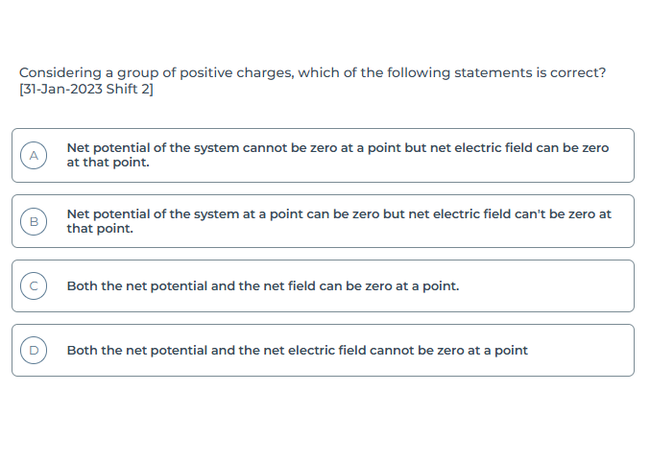 Considering a group of positive charges, which of the following statements is correct?
[31-Jan-2023 Shift 2]
A
Net potential of the system cannot be zero at a point but net electric field can be zero
at that point.
B
Net potential of the system at a point can be zero but net electric field can't be zero at
that point.
C
Both the net potential and the net field can be zero at a point.
D
Both the net potential and the net electric field cannot be zero at a point